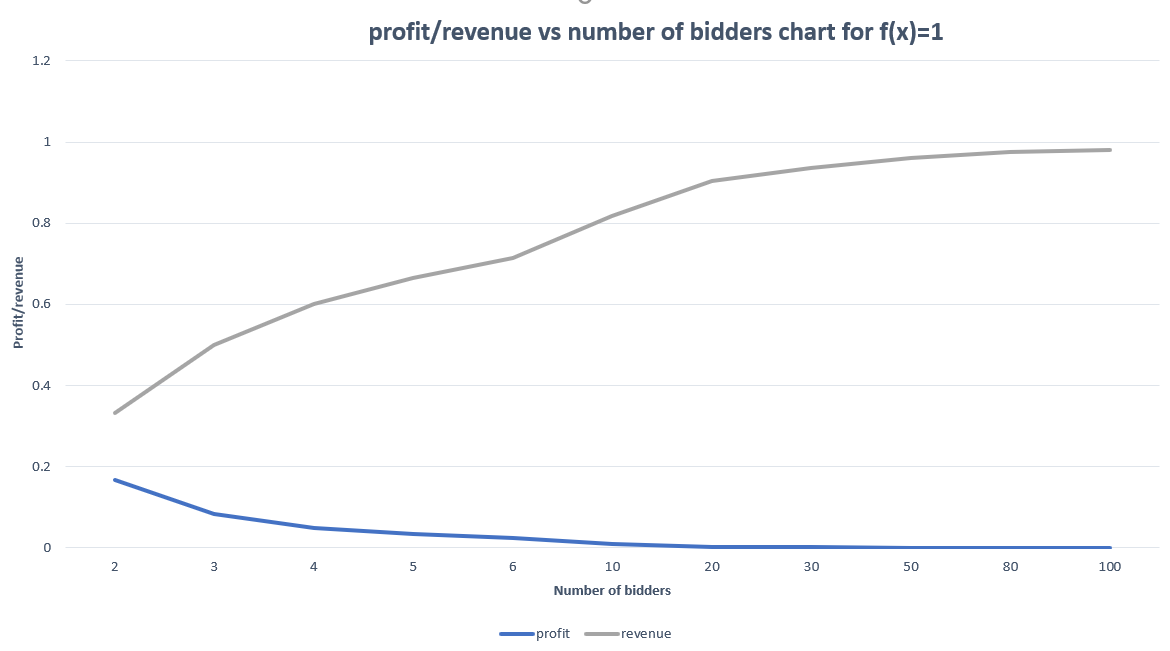 profit/revenue vs number of bidders chart for f(x)=1
1.2
1
0.8
0.6
0.4
0.2
0
Profit/revenue
2 3 4 5 6 10 20 30 50 80 100
Number of bidders
profit revenue